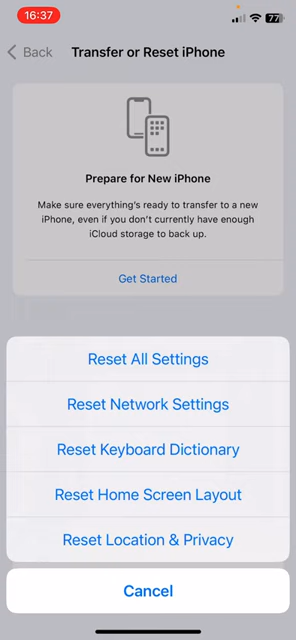 16:37
77
Back
Transfer or Reset iPhone
Prepare for New iPhone
Make sure everything's ready to transfer to a new
iPhone, even if you don't currently have enough
iCloud storage to back up.
Get Started
Reset All Settings
Reset Network Settings
Reset Keyboard Dictionary
Reset Home Screen Layout
Reset Location & Privacy
Cancel